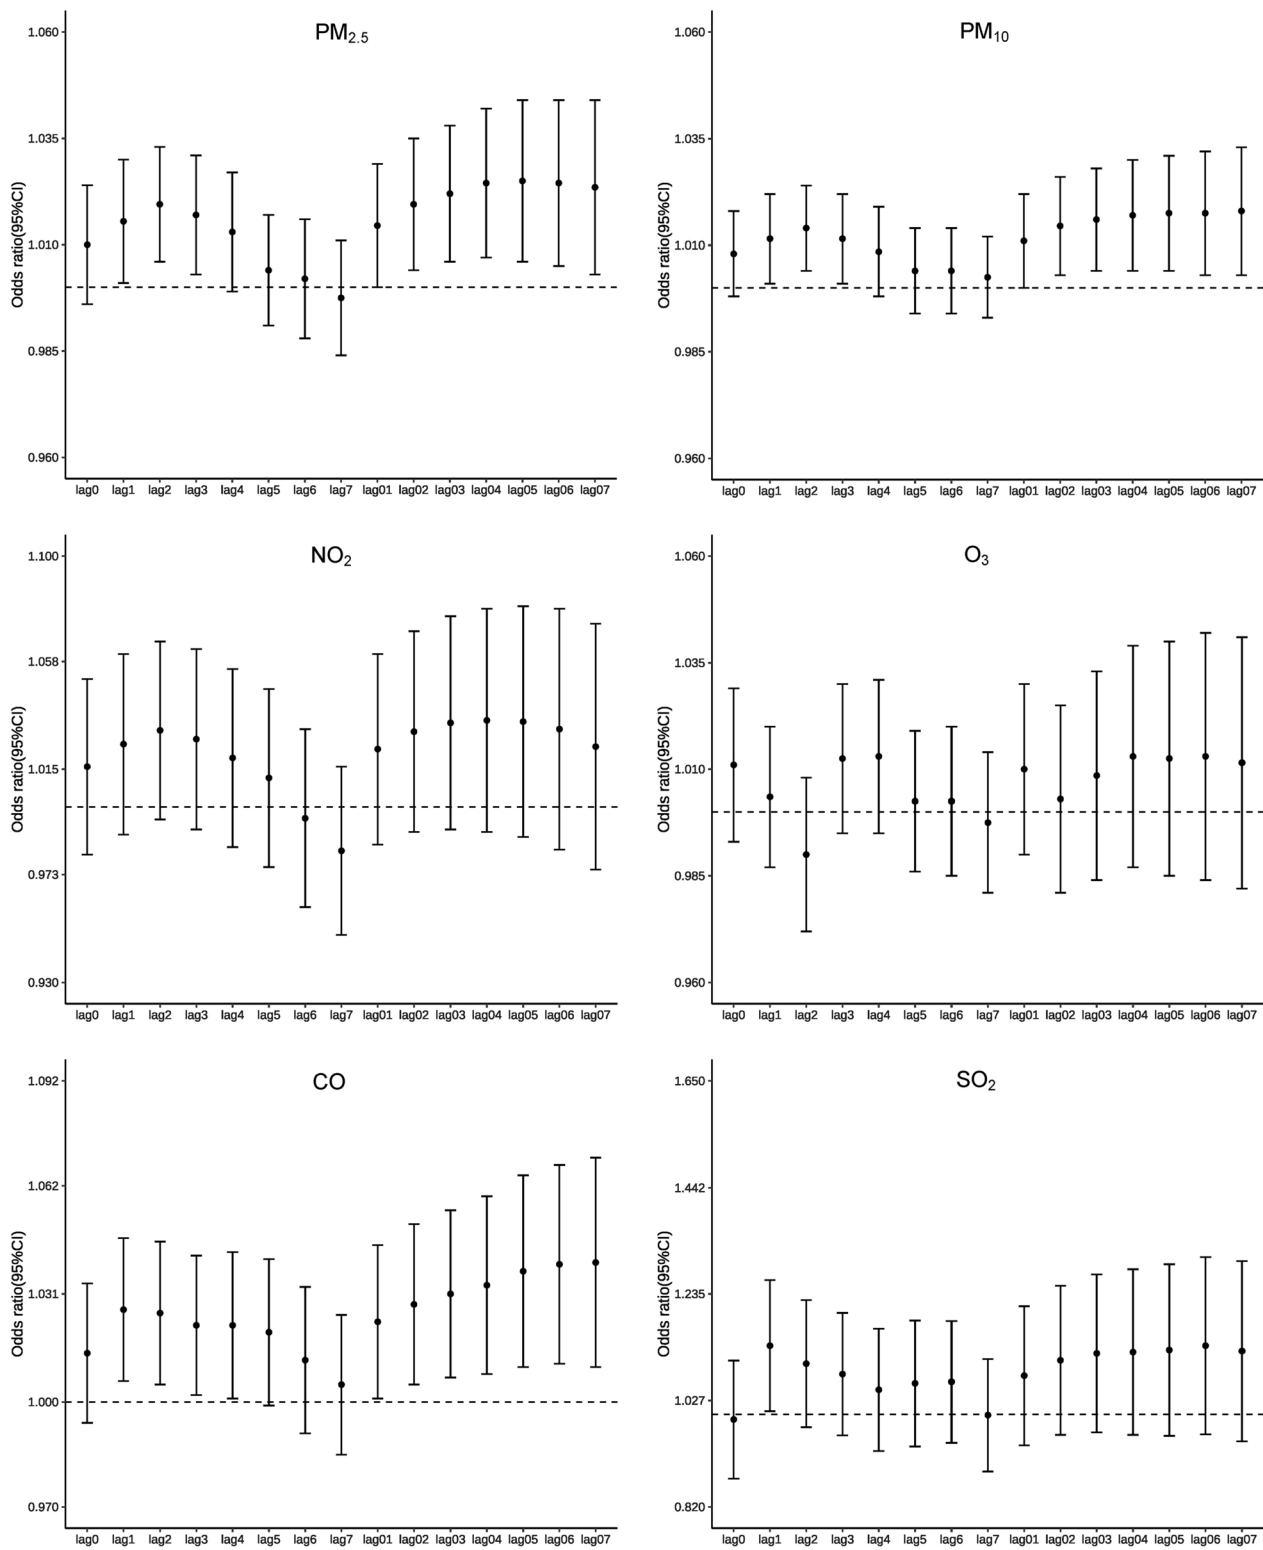 PM2.5
Odds ratio(95%CI)
1.060
1.035
1.010
0.985
0.960
lag0 lag1 lag2 lag3 lag4 lag5 lag6 lag7 lag01 lag02 lag03 lag04 lag05 lag06 lag07
PM10
Odds ratio(95%CI)
1.060
1.035
1.010
0.985
0.960
lag0 lag1 lag2 lag3 lag4 lag5 lag6 lag7 lag01 lag02 lag03 lag04 lag05 lag06 lag07
NO2
Odds ratio(95%CI)
1.100
1.058
1.015
0.973
0.930
lag0 lag1 lag2 lag3 lag4 lag5 lag6 lag7 lag01 lag02 lag03 lag04 lag05 lag06 lag07
O3
Odds ratio(95%CI)
1.060
1.035
1.010
0.985
0.960
lag0 lag1 lag2 lag3 lag4 lag5 lag6 lag7 lag01 lag02 lag03 lag04 lag05 lag06 lag07
CO
Odds ratio(95%CI)
1.092
1.062
1.031
1.000
0.970
lag0 lag1 lag2 lag3 lag4 lag5 lag6 lag7 lag01 lag02 lag03 lag04 lag05 lag06 lag07
SO2
Odds ratio(95%CI)
1.650
1.442
1.235
1.027
0.820
lag0 lag1 lag2 lag3 lag4 lag5 lag6 lag7 lag01 lag02 lag03 lag04 lag05 lag06 lag07